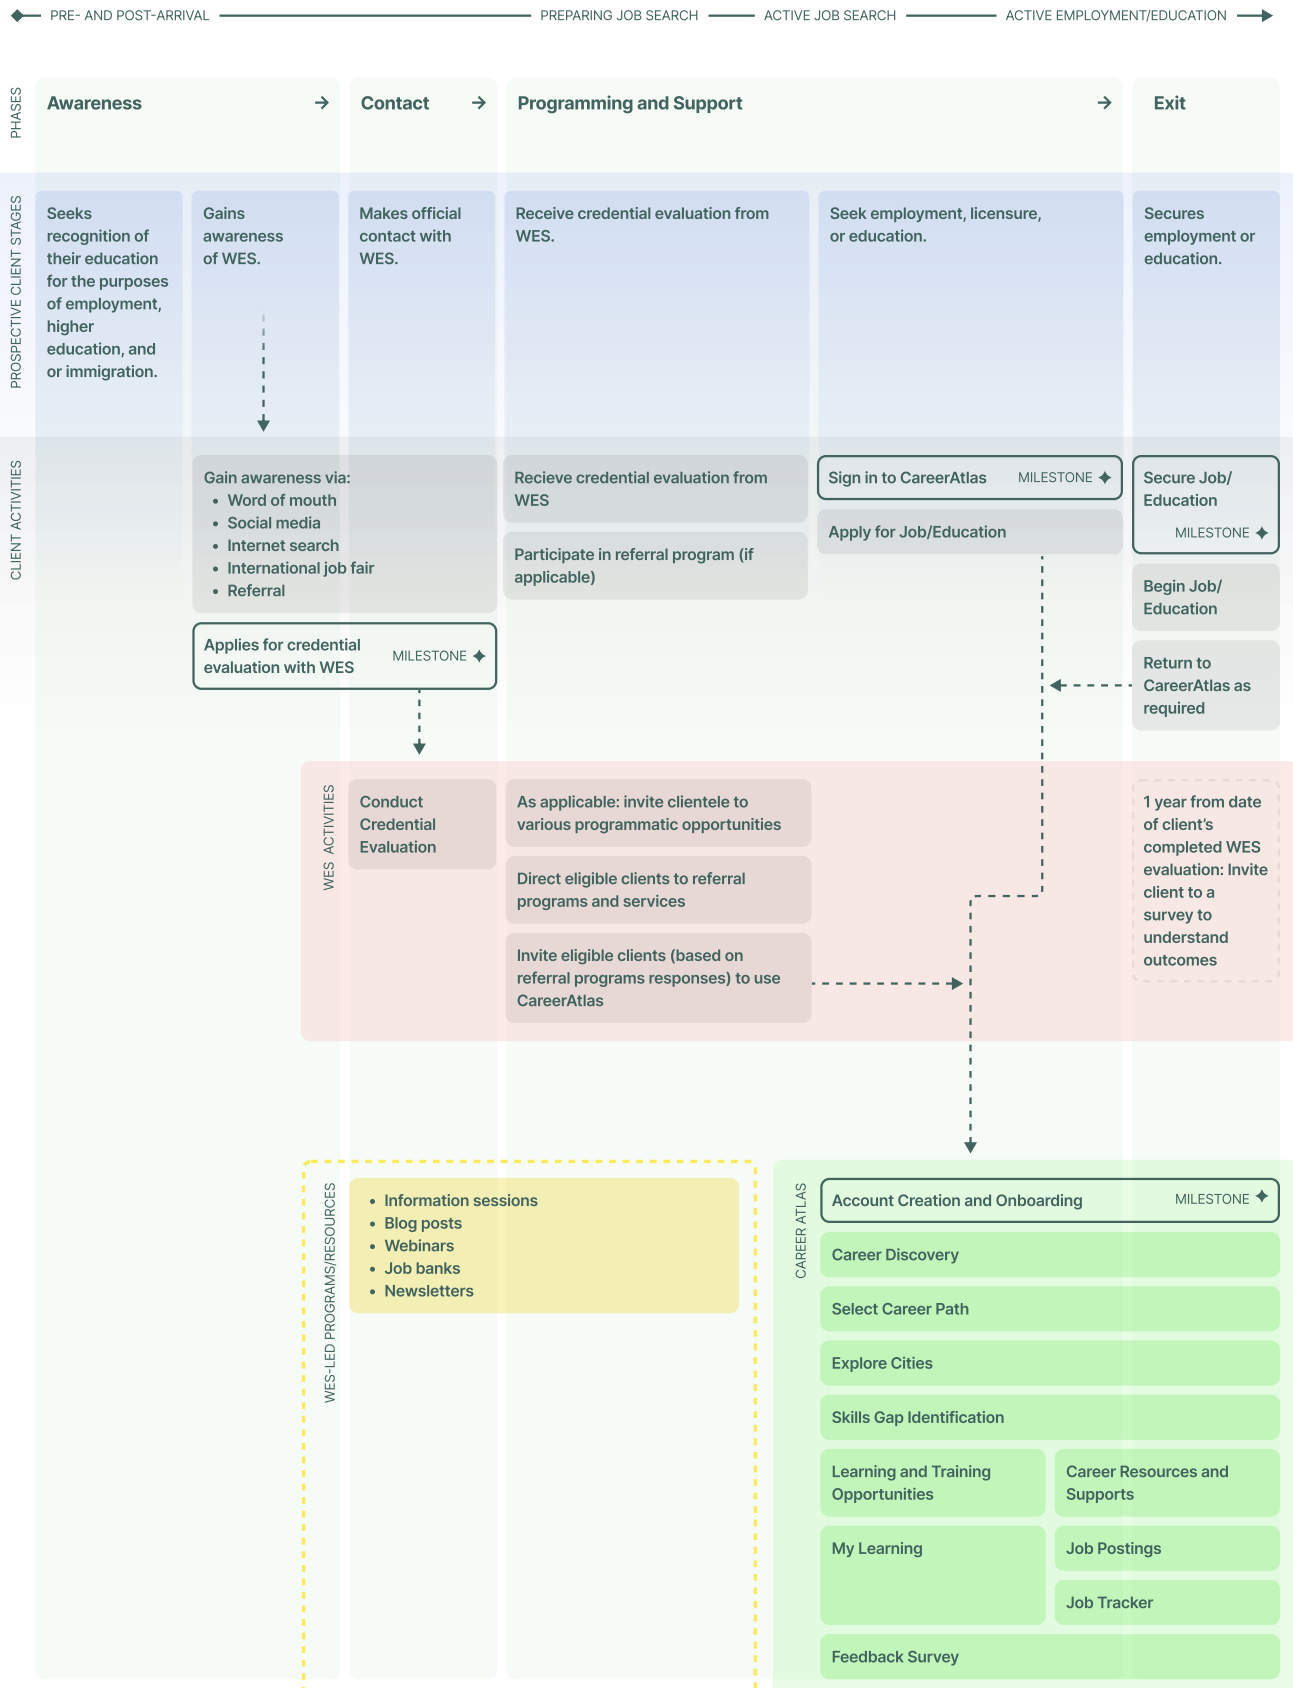 PRE- AND POST-ARRIVAL
PREPARING JOB SEARCH
ACTIVE JOB SEARCH
ACTIVE EMPLOYMENT/EDUCATION
PHASES
Awareness
Contact
Programming and Support
Exit
PROSPECTIVE CLIENT STAGES
Seeks
recognition of
their education
for the purposes
of employment,
higher
education, and
or immigration.
Gains
awareness
of WES.
Makes official
contact with
WES.
Receive credential evaluation from
WES.
Seek employment, licensure,
or education.
Secures
employment or
education.
CLIENT ACTIVITIES
Gain awareness via:
• Word of mouth
• Social media
• Internet search
• International job fair
• Referral
Applies for credential
evaluation with WES
MILESTONE
Recieve credential evaluation from
WES
Participate in referral program (if
applicable)
Sign in to CareerAtlas
MILESTONE
Apply for Job/Education
Secure Job/
Education
MILESTONE
Begin Job/
Education
Return to
CareerAtlas as
required
WES ACTIVITIES
Conduct
Credential
Evaluation
As applicable: invite clientele to
various programmatic opportunities
Direct eligible clients to referral
programs and services
Invite eligible clients (based on
referral programs responses) to use
CareerAtlas
1 year from date
of client’s
completed WES
evaluation: Invite
client to a
survey to
understand
outcomes
WES-LED PROGRAMS/RESOURCES
• Information sessions
• Blog posts
• Webinars
• Job banks
• Newsletters
CAREER ATLAS
Account Creation and Onboarding
MILESTONE
Career Discovery
Select Career Path
Explore Cities
Skills Gap Identification
Learning and Training
Opportunities
Career Resources and
Supports
My Learning
Job Postings
Job Tracker
Feedback Survey